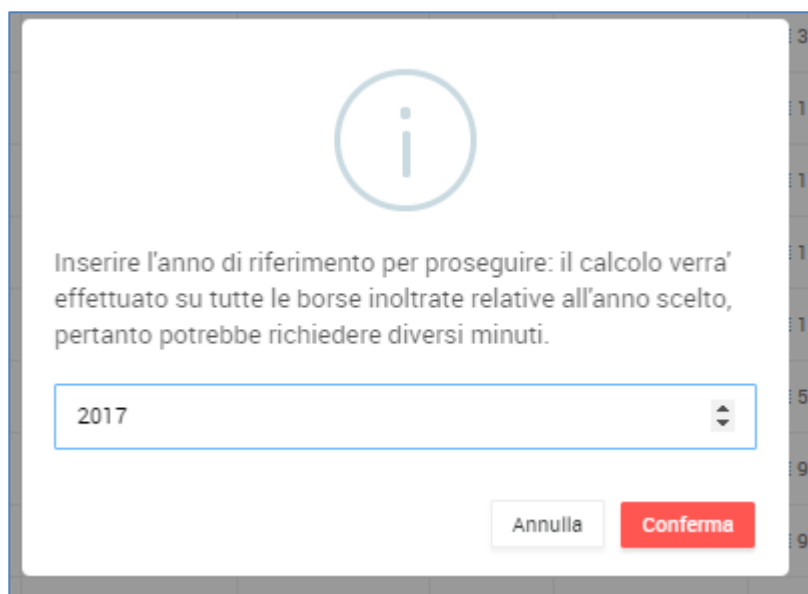 Inserire l'anno di riferimento per proseguire: il calcolo verra'
effettuato su tutte le borse inoltrate relative all'anno scelto,
pertanto potrebbe richiedere diversi minuti.
2017
Annulla Conferma